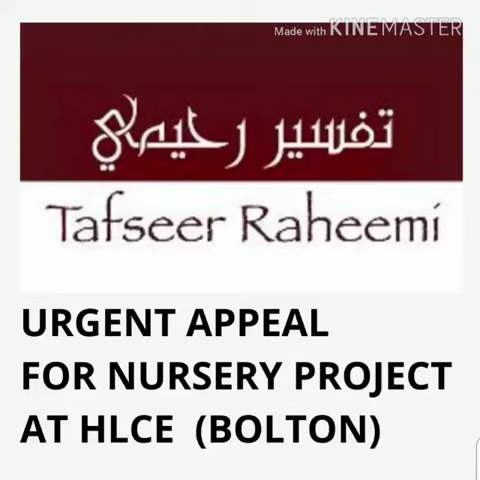 Made with KINEMASTER
تفسير رحيمي
Tafseer Raheemi
URGENT APPEAL
FOR NURSERY PROJECT
AT HLCE (BOLTON)